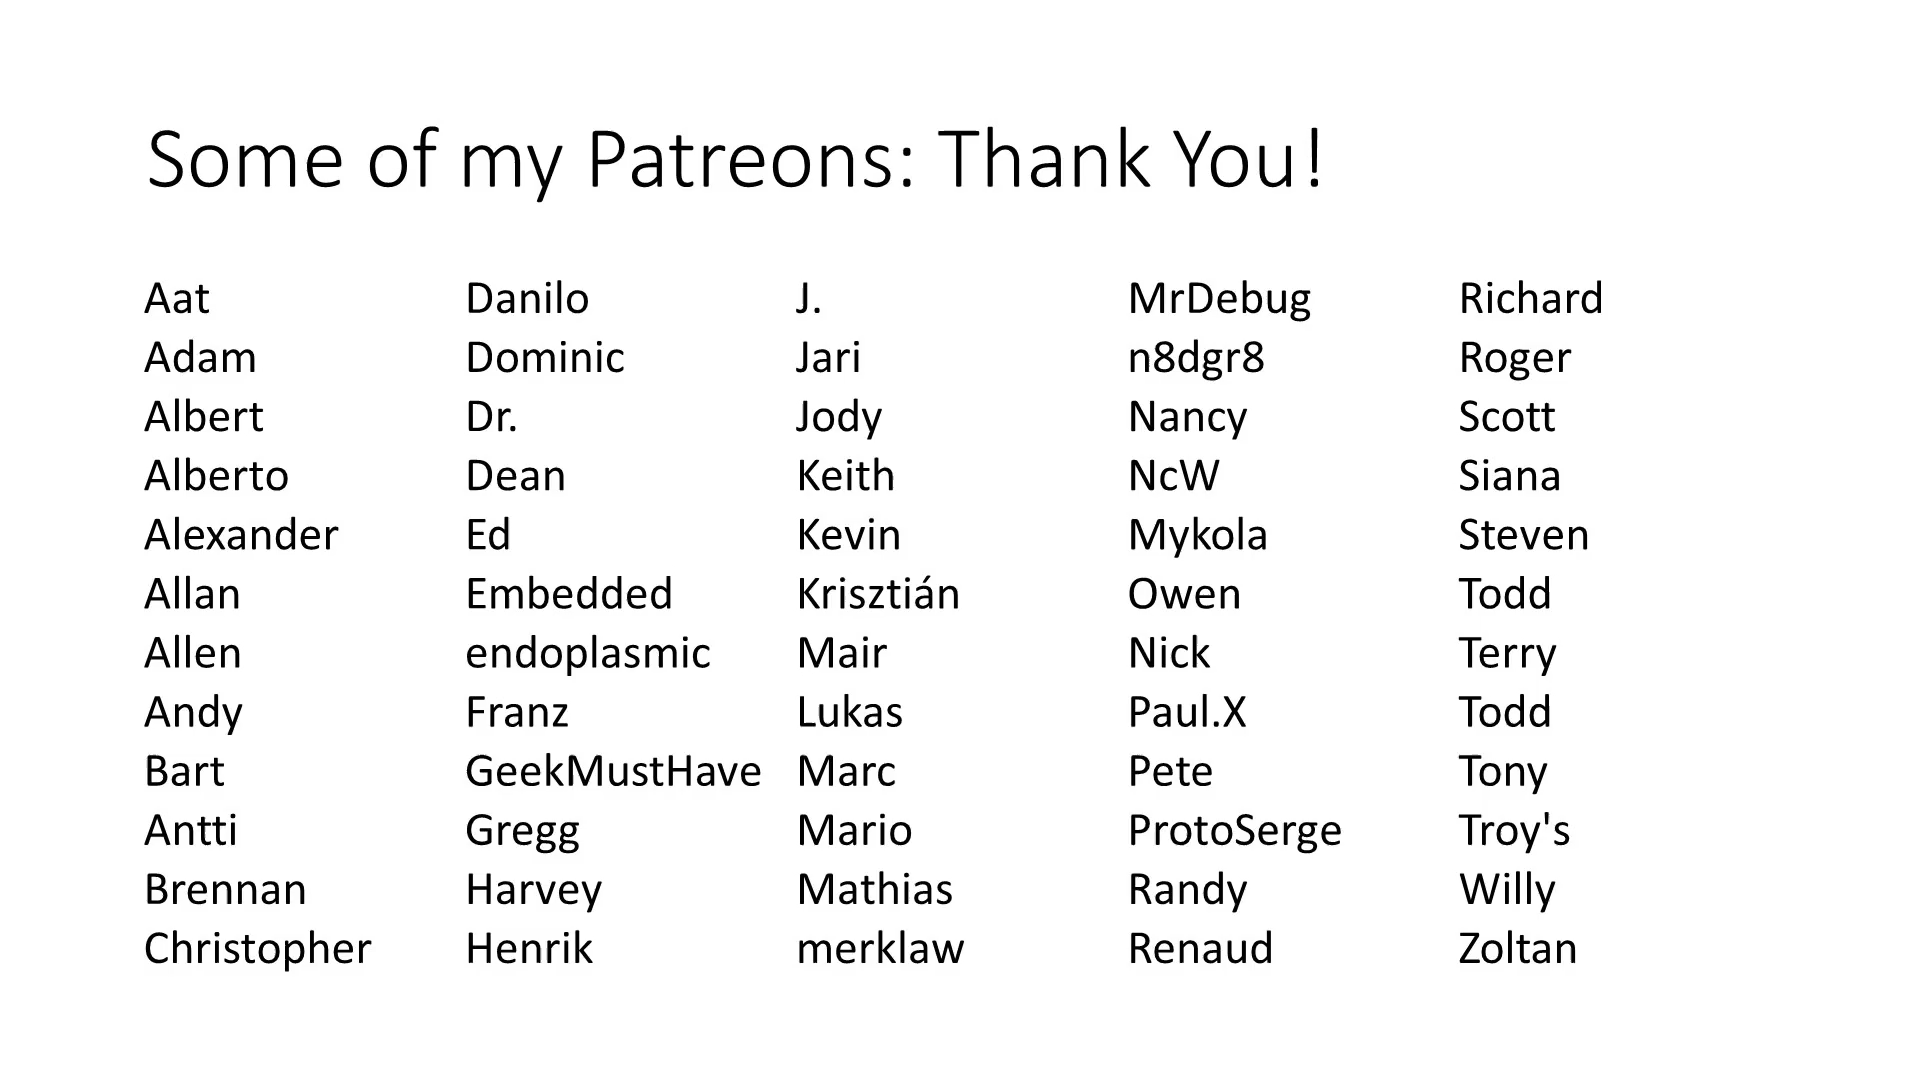 Some of my Patreons: Thank You!
Aat
Adam
Albert
Alberto
Alexander
Allan
Allen
Andy
Bart
Antti
Brennan
Christopher
Danilo
Dominic
Dr.
Dean
Ed
Embedded
endoplasmic
Franz
GeekMustHave
Gregg
Harvey
Henrik
J.
Jari
Jody
Keith
Kevin
Krisztián
Mair
Lukas
Marc
Mario
Mathias
merklaw
MrDebug
n8dgr8
Nancy
NcW
Mykola
Owen
Nick
Paul.X
Pete
ProtoSerge
Randy
Renaud
Richard
Roger
Scott
Siana
Steven
Todd
Terry
Todd
Tony
Troy's
Willy
Zoltan